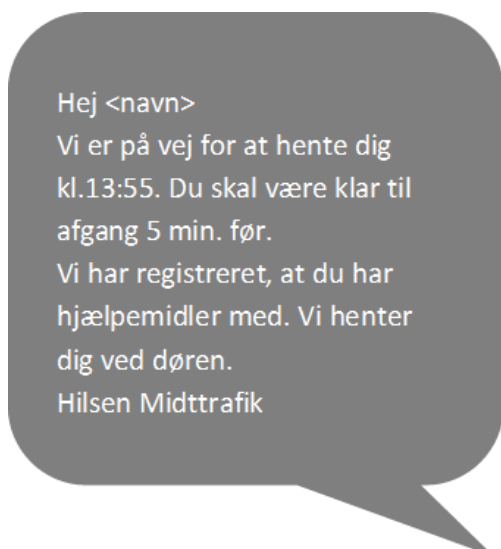 Hej <navn>
Vi er på vej for at hente dig
kl.13:55. Du skal være klar til
afgang 5 min. før.
Vi har registreret, at du har
hjælpemidler med. Vi henter
dig ved døren.
Hilsen Midttrafik